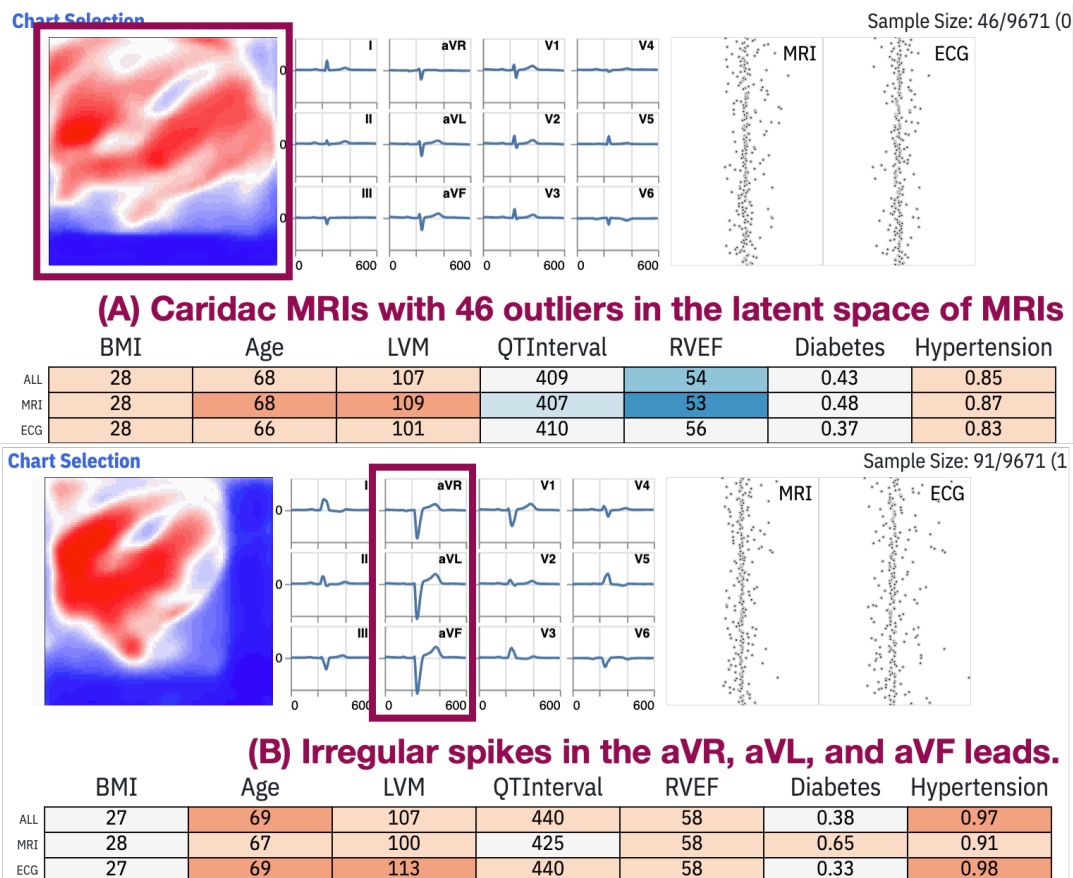 Chart Selection
Sample Size: 46/9671 (0
I aVR V1 V4
MRI ECG
0
II aVL V2 V5
0
III aVF V3 V6
0
0 600 0 600 0 600 0 600
(A) Caridac MRIs with 46 outliers in the latent space of MRIs
BMI Age LVM QTInterval RVEF Diabetes Hypertension
ALL 28 68 107 409 54 0.43 0.85
MRI 28 68 109 407 53 0.48 0.87
ECG 28 66 101 410 56 0.37 0.83
Chart Selection
Sample Size: 91/9671 (1
I aVR V1 V4
MRI ECG
0
II aVL V2 V5
0
III aVF V3 V6
0
0 600 0 600 0 600 0 600
(B) Irregular spikes in the aVR, aVL, and aVF leads.
BMI Age LVM QTInterval RVEF Diabetes Hypertension
ALL 27 69 107 440 58 0.38 0.97
MRI 28 67 100 425 58 0.65 0.91
ECG 27 69 113 440 58 0.33 0.98